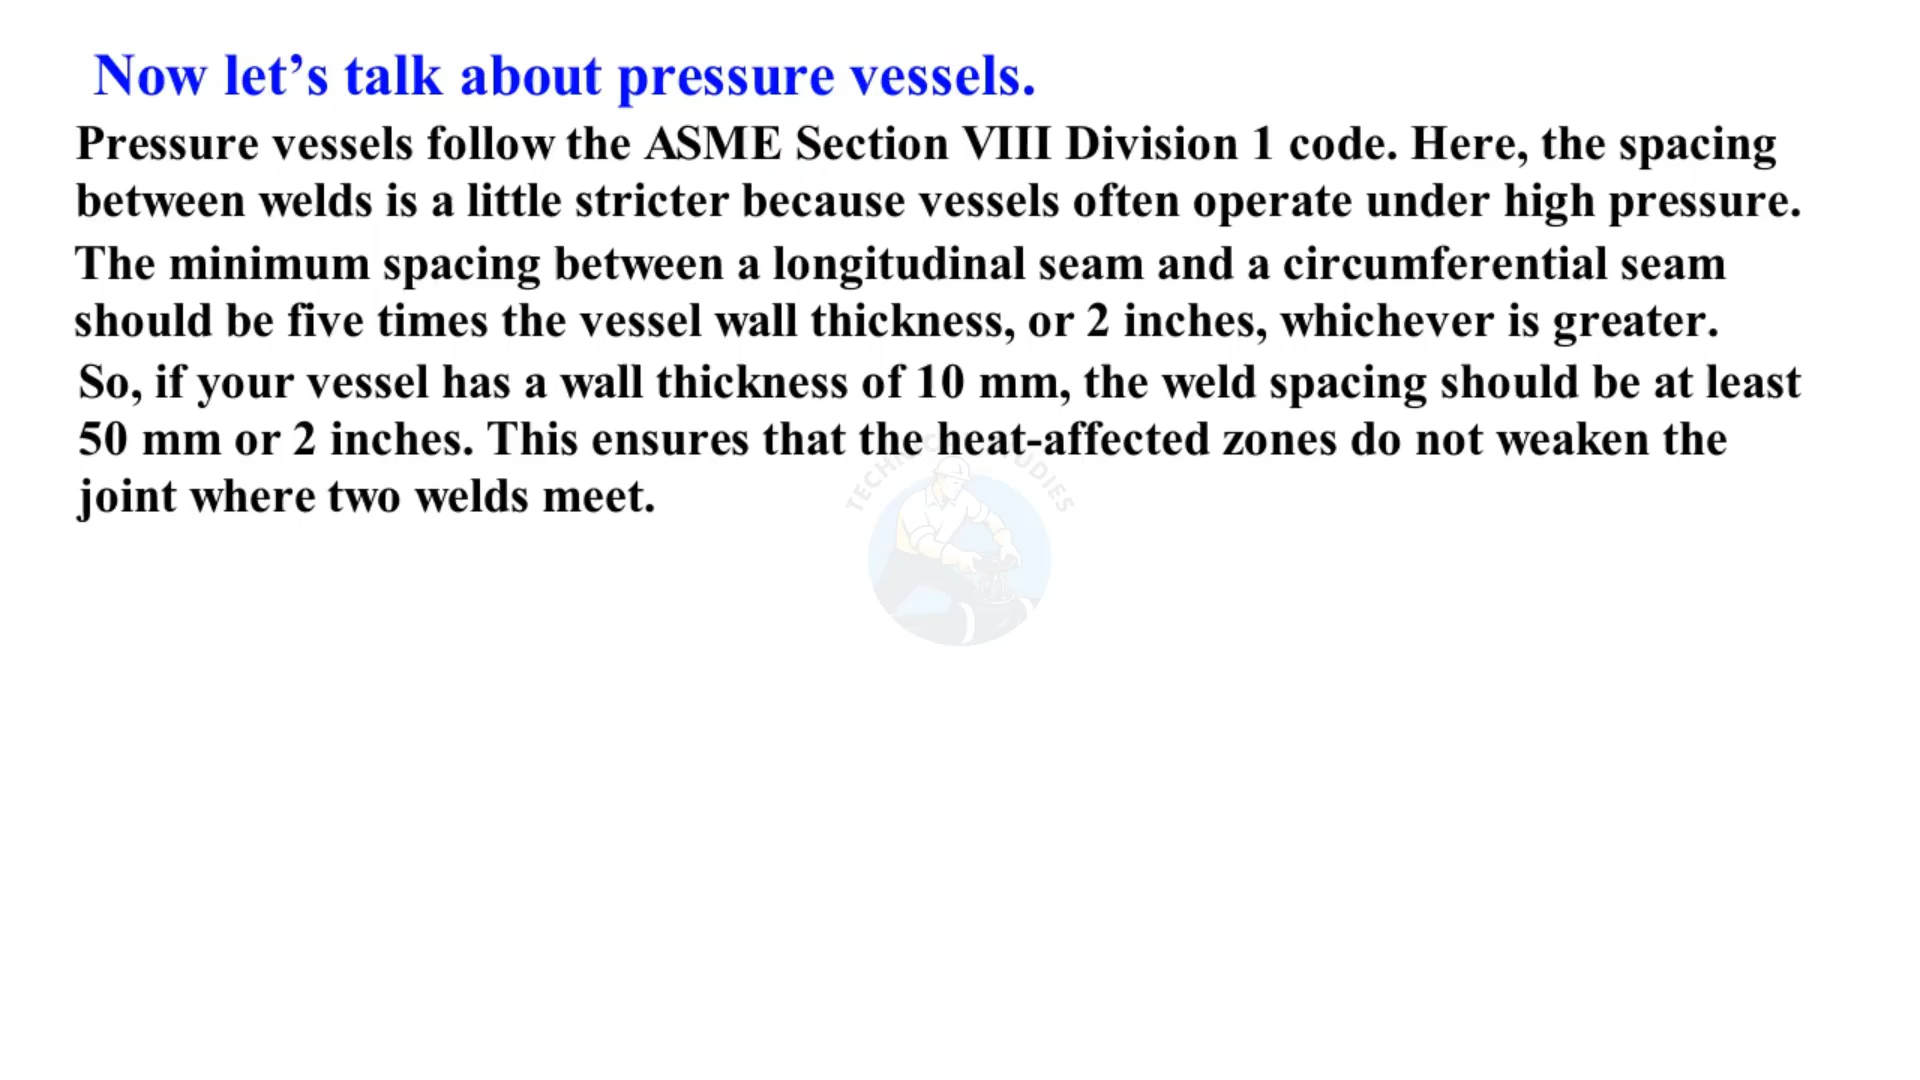 Now let’s talk about pressure vessels.
Pressure vessels follow the ASME Section VIII Division 1 code. Here, the spacing
between welds is a little stricter because vessels often operate under high pressure.
The minimum spacing between a longitudinal seam and a circumferential seam
should be five times the vessel wall thickness, or 2 inches, whichever is greater.
So, if your vessel has a wall thickness of 10 mm, the weld spacing should be at least
50 mm or 2 inches. This ensures that the heat-affected zones do not weaken the
joint where two welds meet.